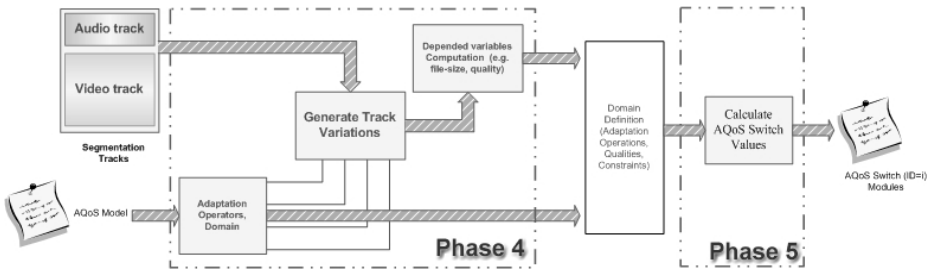 Audio track
Video track
Segmentation
Tracks
AQoS Model
Adaptation
Operators,
Domain
Generate Track
Variations
Depended variables
Computation (e.g.
file-size, quality)
Phase 4
Domain
Definition
(Adaptation
Operations,
Qualities,
Constraints)
Calculate
AQoS Switch
Values
Phase 5
AQoS Switch (ID=i)
Modules